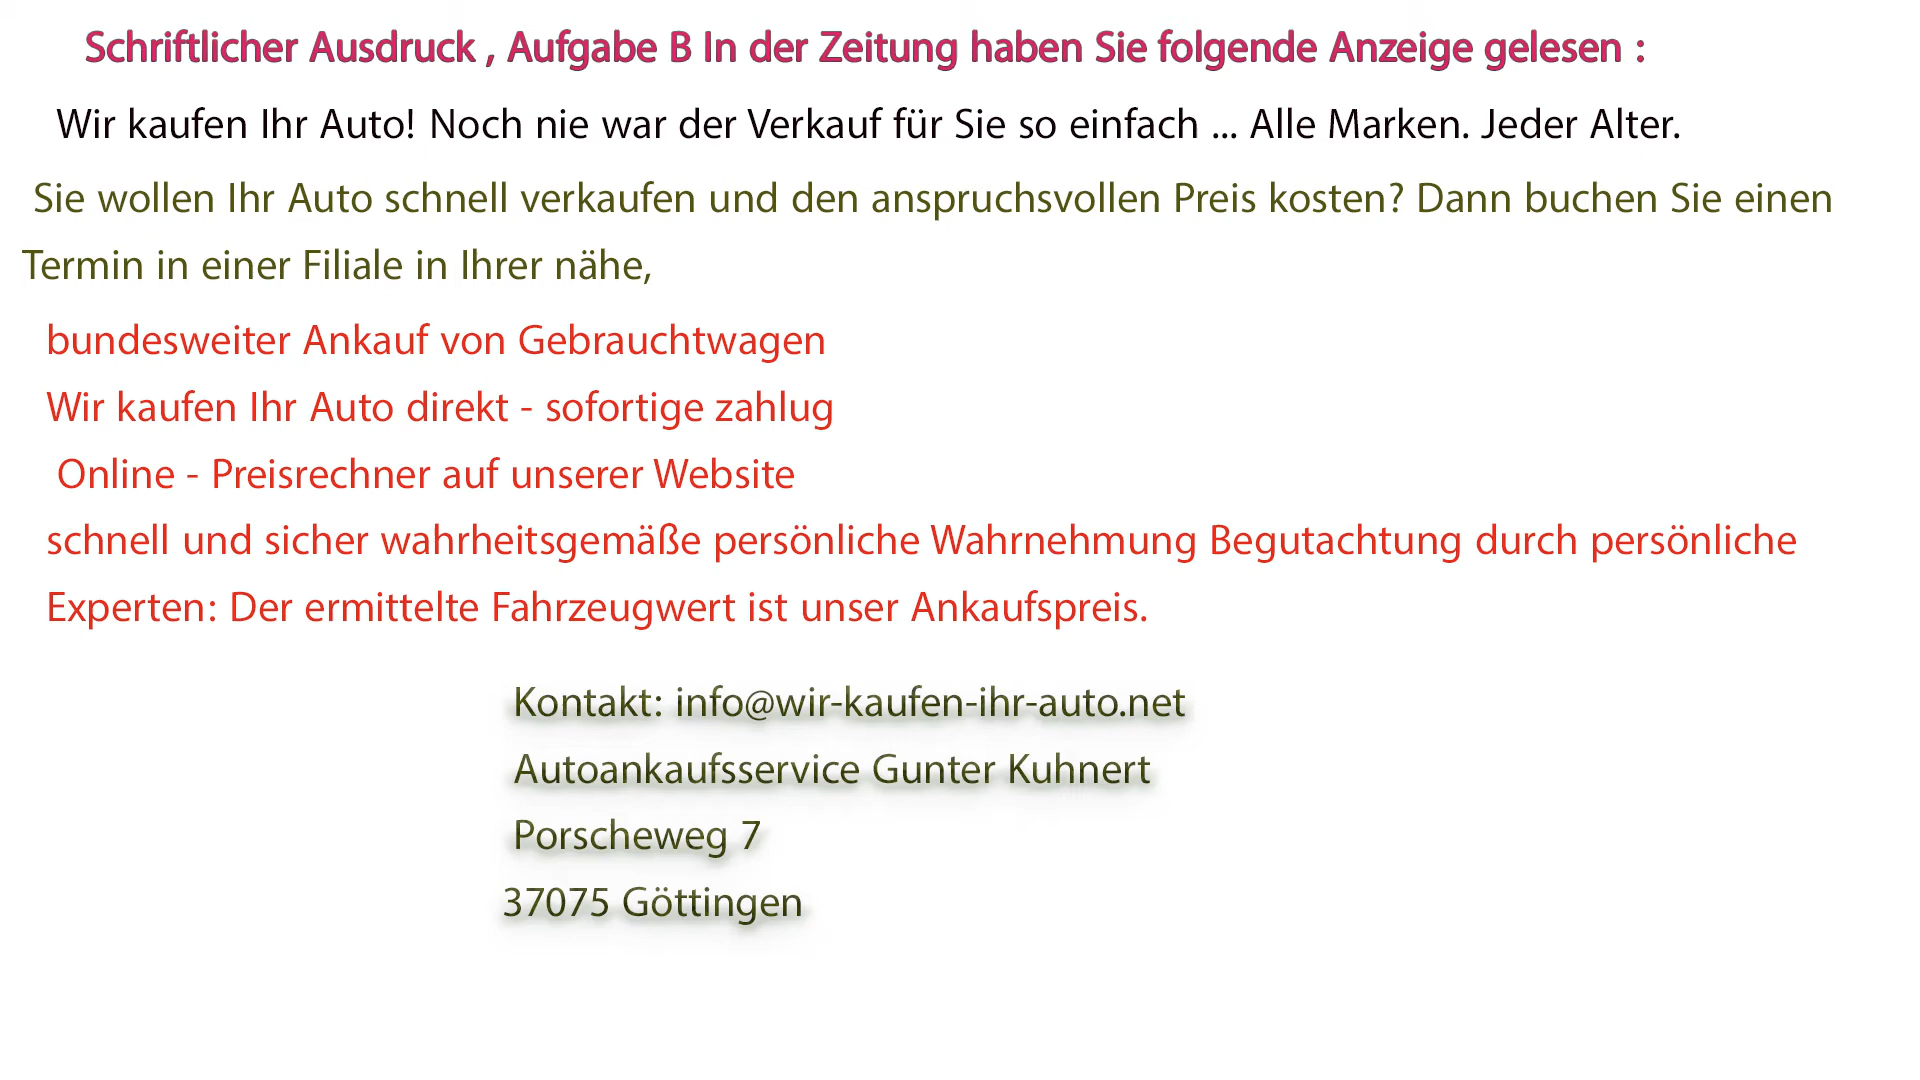 Schriftlicher Ausdruck , Aufgabe B In der Zeitung haben Sie folgende Anzeige gelesen :
Wir kaufen Ihr Auto! Noch nie war der Verkauf für Sie so einfach ... Alle Marken. Jeder Alter.
Sie wollen Ihr Auto schnell verkaufen und den anspruchsvollen Preis kosten? Dann buchen Sie einen
Termin in einer Filiale in Ihrer nähe,
bundesweiter Ankauf von Gebrauchtwagen
Wir kaufen Ihr Auto direkt - sofortige zahlug
Online - Preisrechner auf unserer Website
schnell und sicher wahrheitsgemäße persönliche Wahrnehmung Begutachtung durch persönliche
Experten: Der ermittelte Fahrzeugwert ist unser Ankaufspreis.
Kontakt: info@wir-kaufen-ihr-auto.net
Autoankaufsservice Gunter Kuhnert
Porscheweg 7
37075 Göttingen